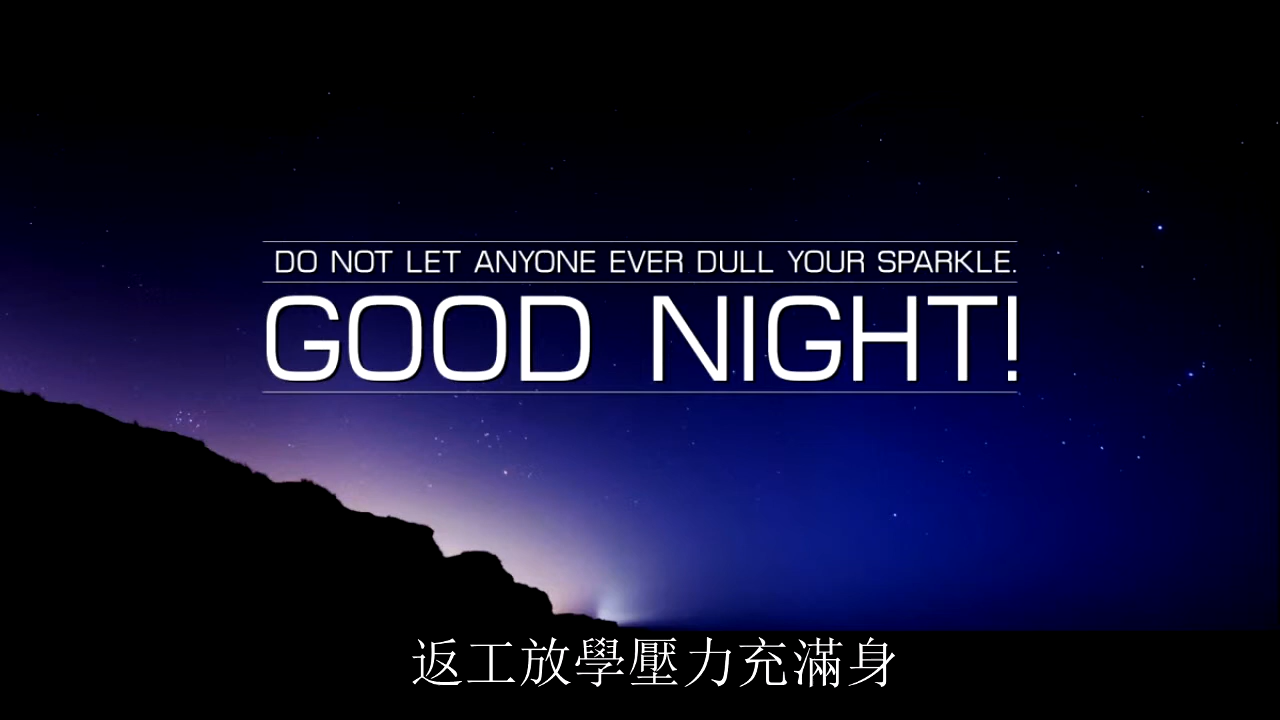 DO NOT LET ANYONE EVER DULL YOUR SPARKLE.
GOOD NIGHT!
返工放學壓力充滿身